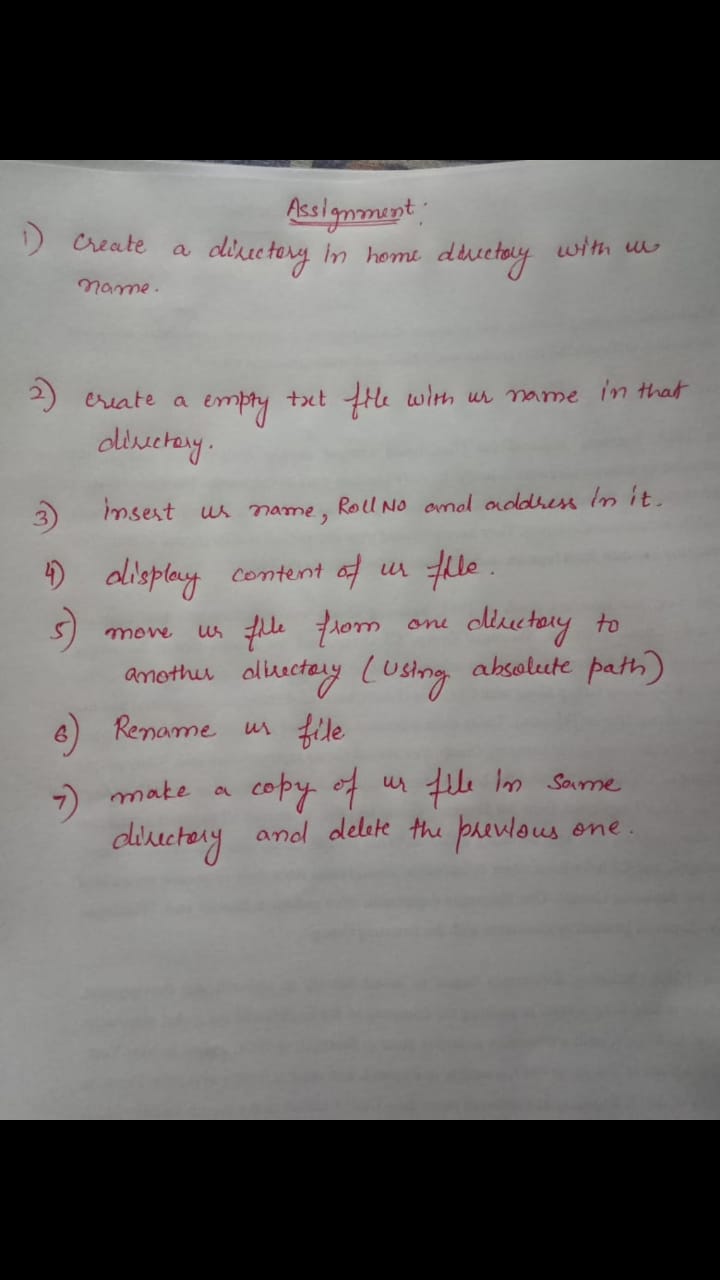 Assignment:
1) Create a directory in home directory with ur
name.
2) create a empty txt file with ur name in that
directory.
3) insert ur name, Roll No and address in it.
4) display content of ur file.
5) move ur file from one directory to
another directory (Using absolute path)
6) Rename ur file
7) make a copy of ur file in same
directory and delete the previous one.